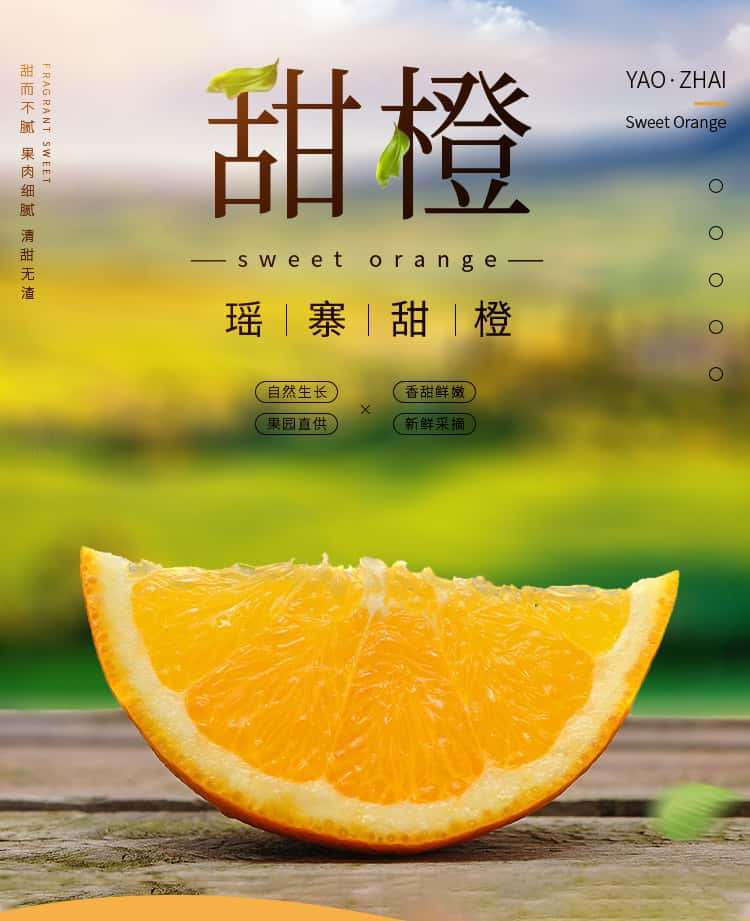 甜橙
sweet orange
瑶寨甜橙
自然生长
香甜鲜嫩
×
果园直供
新鲜采摘
YAO·ZHAI
Sweet Orange
FRAGRANT SWEET
甜而不腻 果肉细腻 清甜无渣